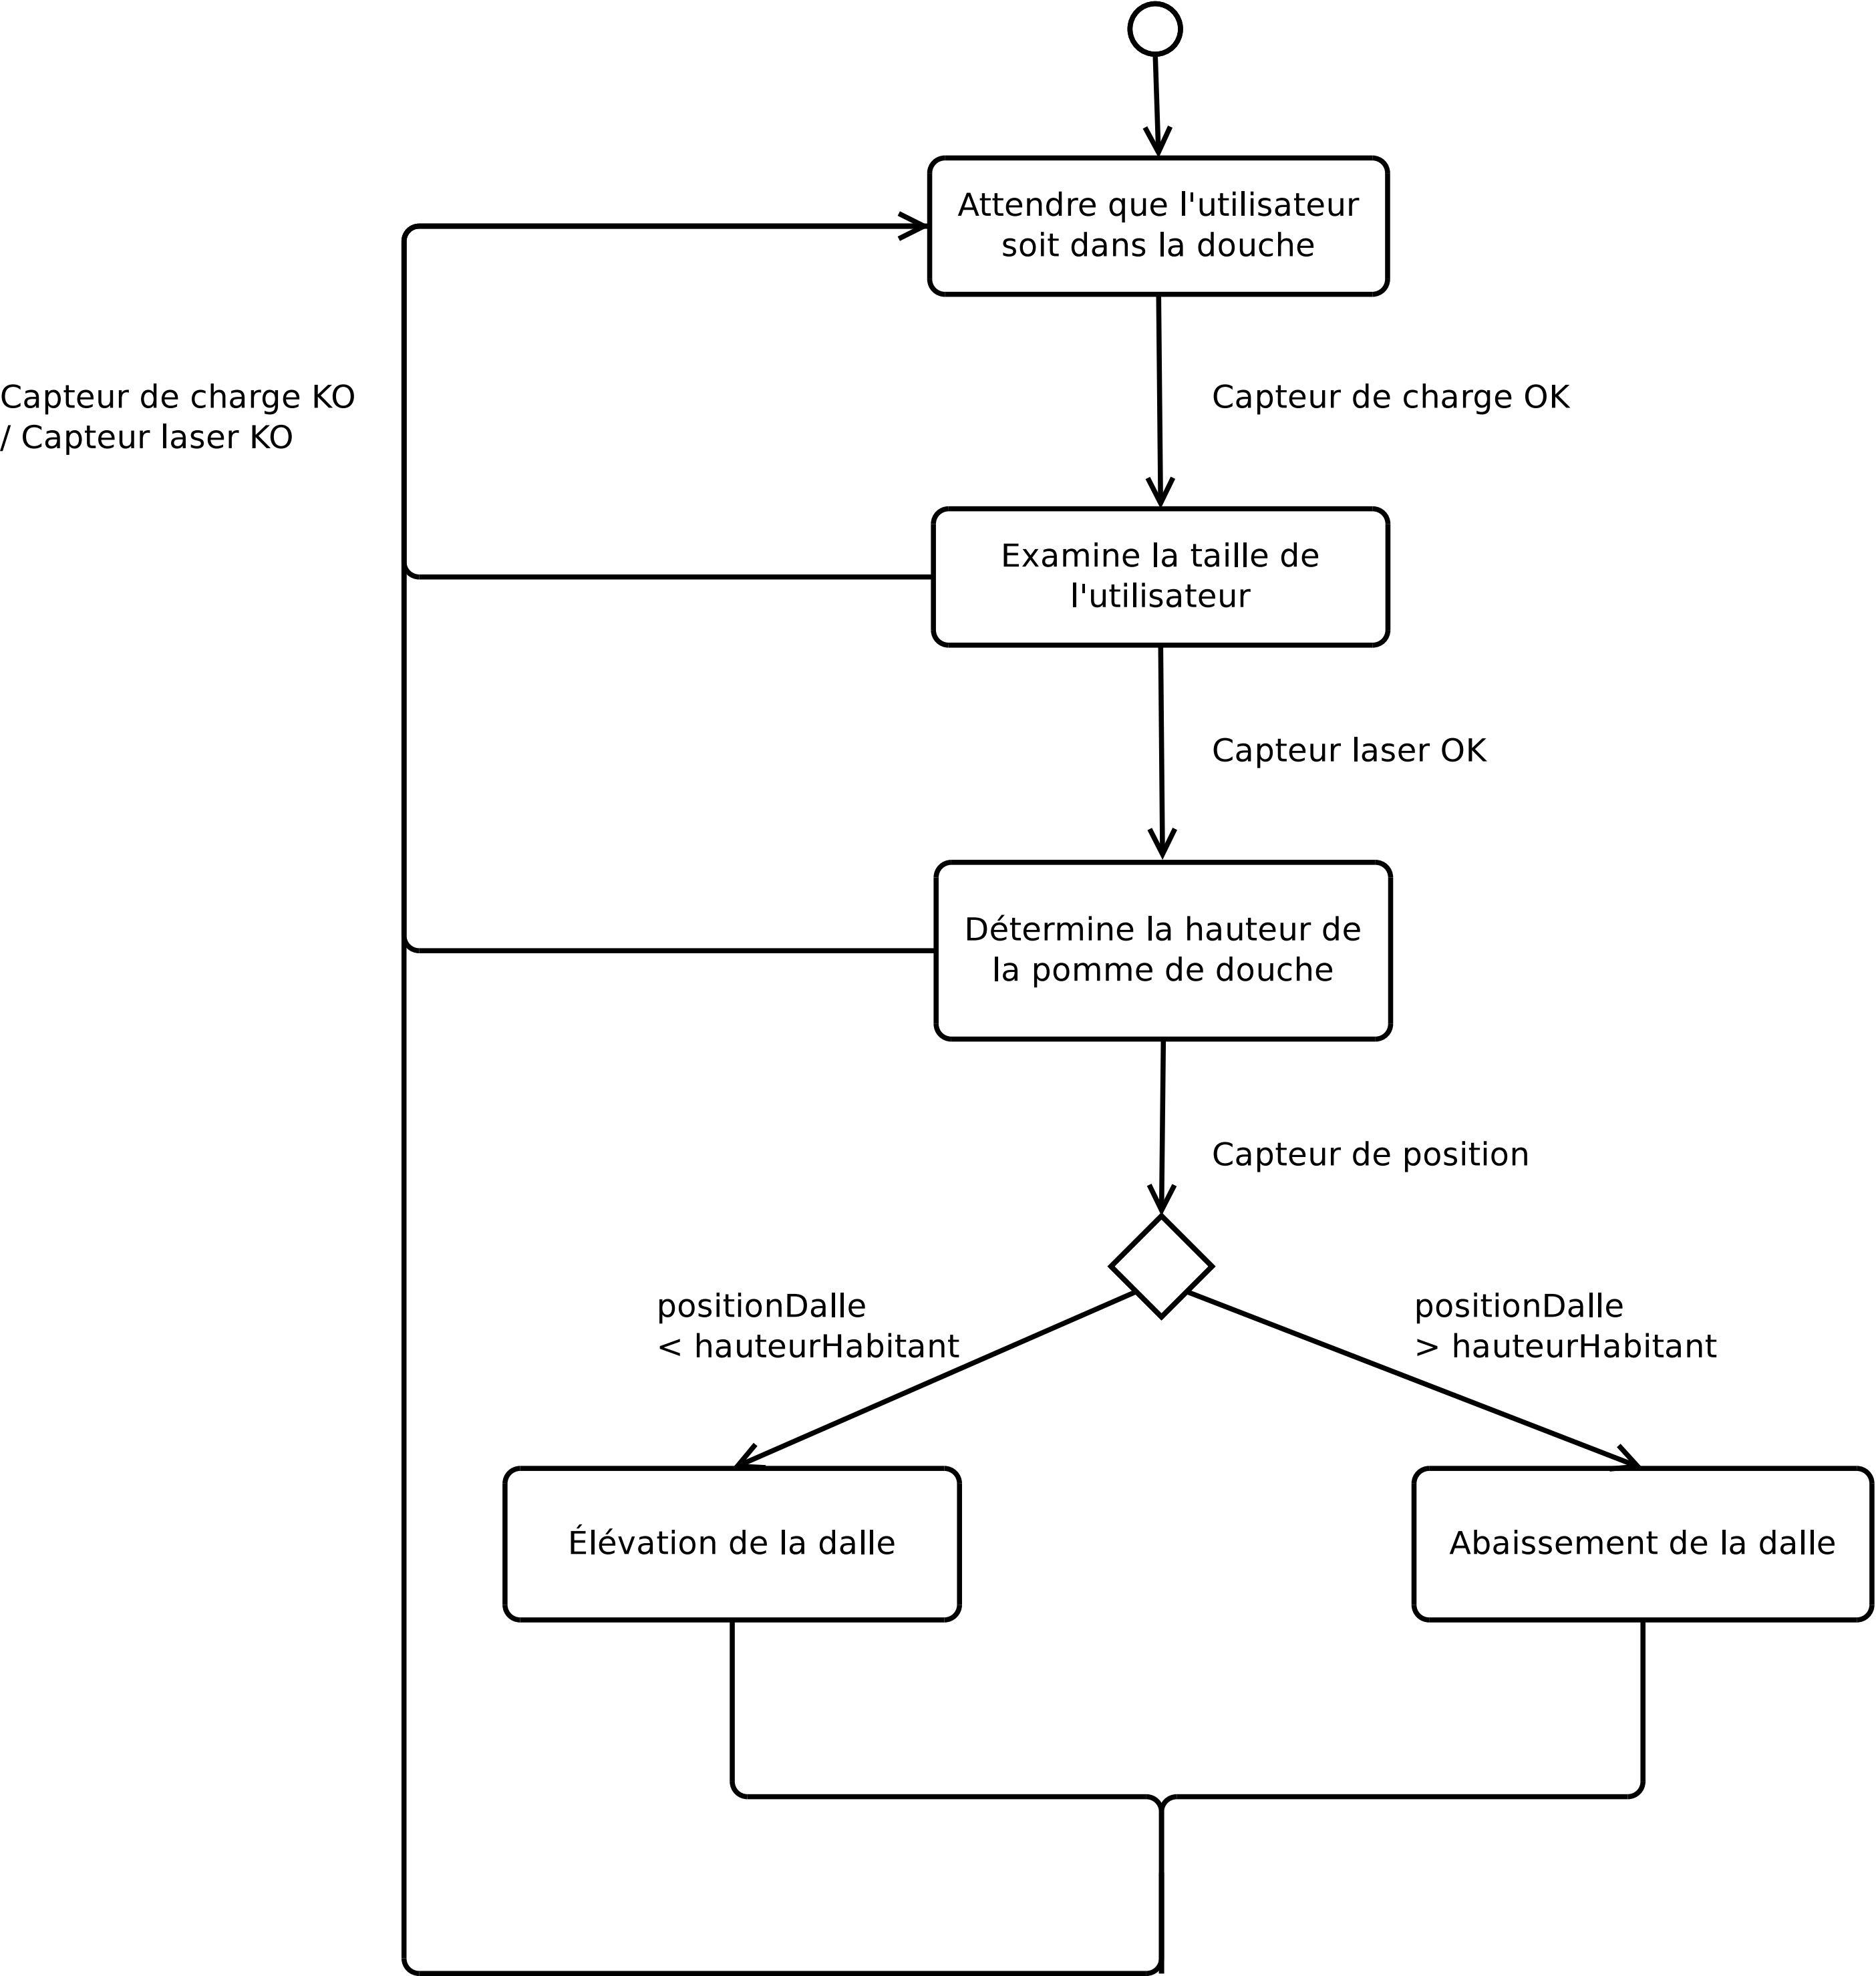 Attendre que l'utilisateur
soit dans la douche
Capteur de charge KO
/ Capteur laser KO
Capteur de charge OK
Examine la taille de
l'utilisateur
Capteur laser OK
Détermine la hauteur de
la pomme de douche
Capteur de position
positionDalle
< hauteurHabitant
positionDalle
> hauteurHabitant
Élévation de la dalle
Abaissement de la dalle